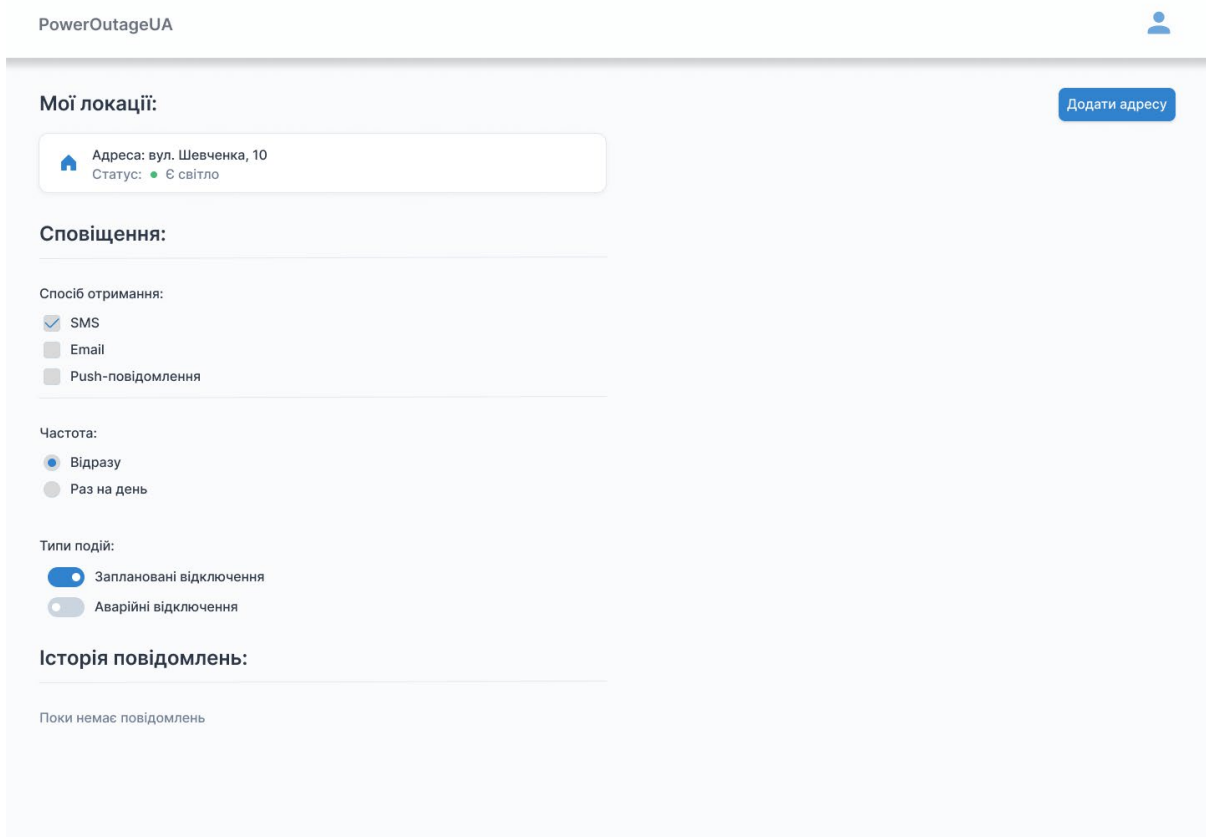 PowerOutageUA
Мої локації:
Додати адресу
Адреса: вул. Шевченка, 10
Статус: Є світло
Сповіщення:
Спосіб отримання:
SMS
Email
Push-повідомлення
Частота:
Відразу
Раз на день
Типи подій:
Заплановані відключення
Аварійні відключення
Історія повідомлень:
Поки немає повідомлень